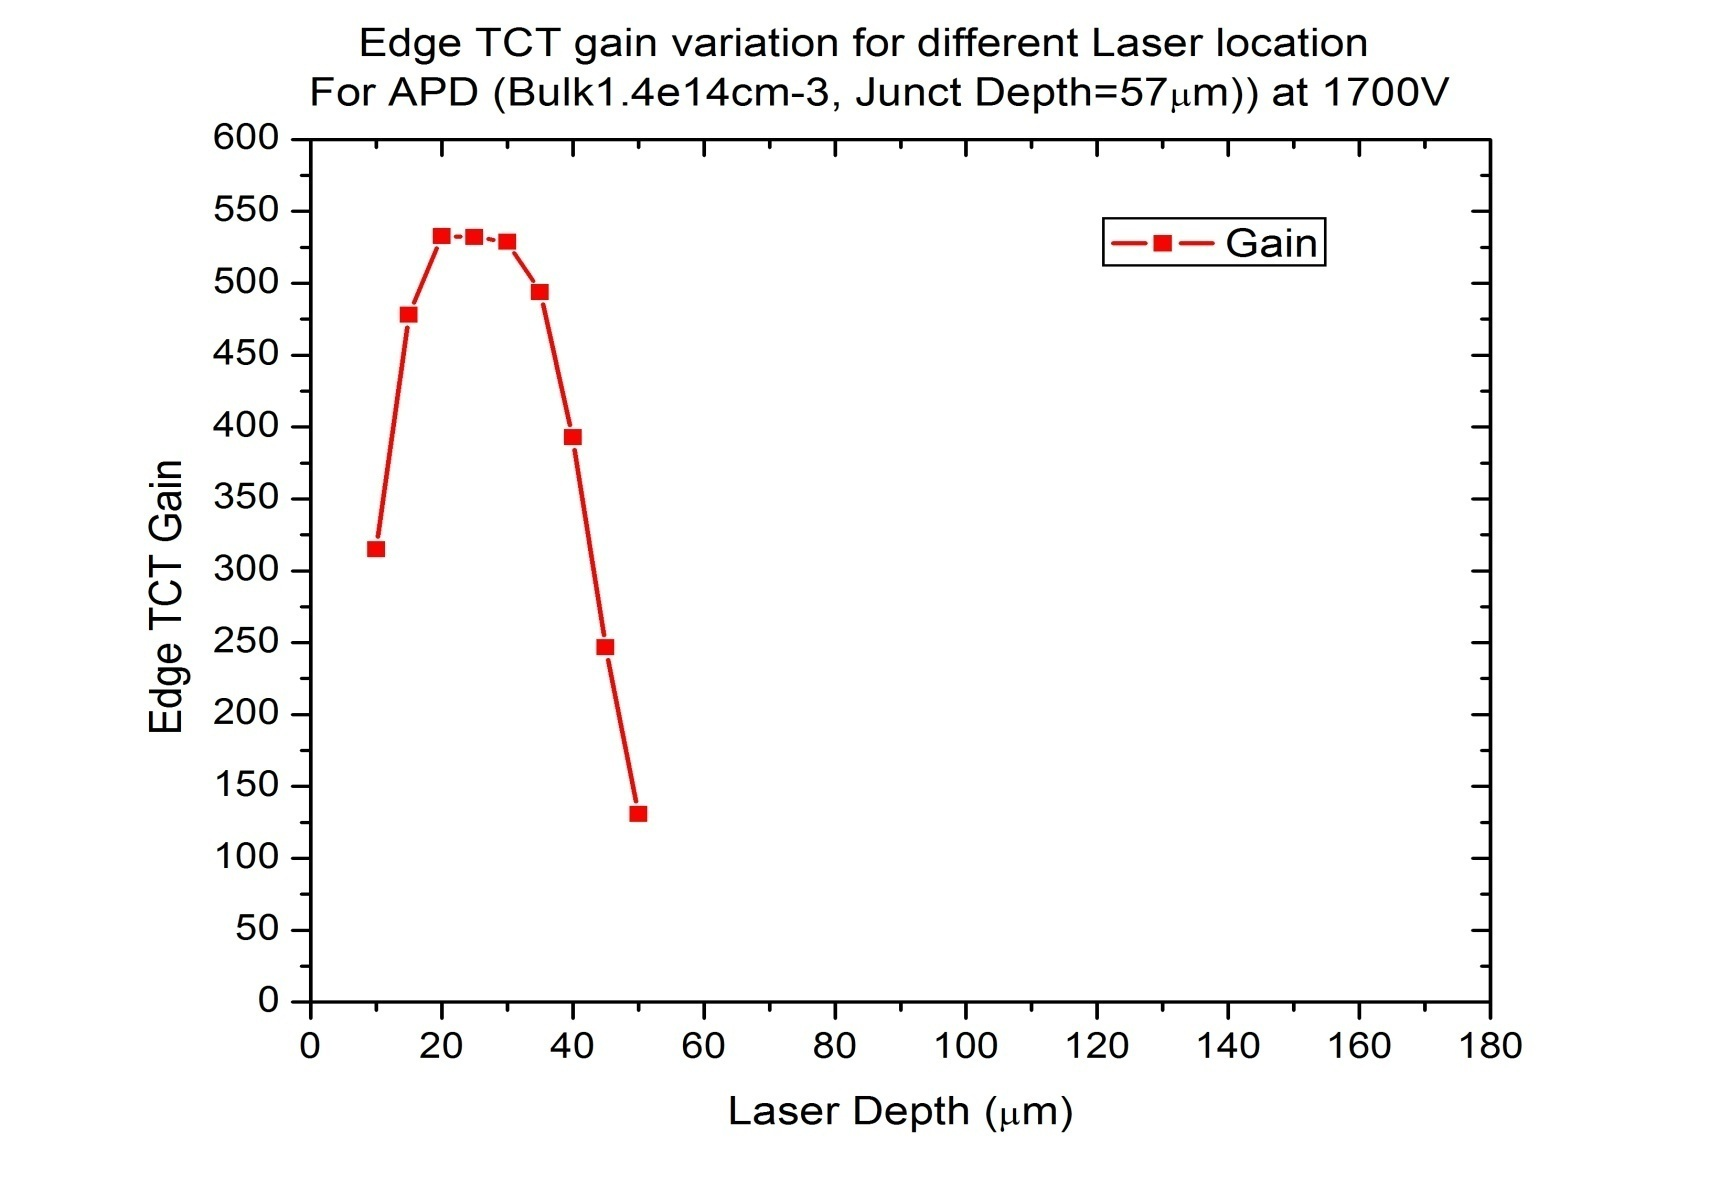 Edge TCT gain variation for different Laser location
For APD (Bulk1.4e14cm-3, Junct Depth=57μm)) at 1700V
600
550
500
450
400
350
300
250
200
150
100
50
0
Edge TCT Gain
Gain
0 20 40 60 80 100 120 140 160 180
Laser Depth (μm)